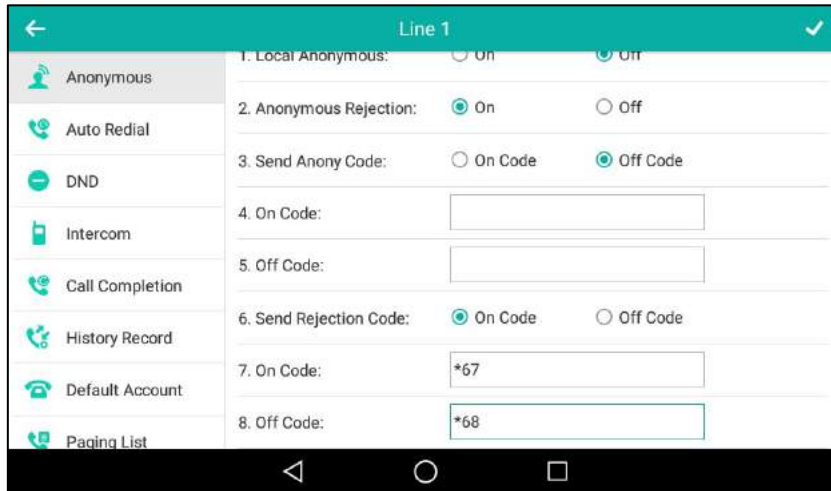 Line 1
Anonymous
Auto Redial
DND
Intercom
Call Completion
History Record
Default Account
Paging List
1. Local Anonymous: On Off
2. Anonymous Rejection: On Off
3. Send Anony Code: On Code Off Code
4. On Code:
5. Off Code:
6. Send Rejection Code: On Code Off Code
7. On Code: *67
8. Off Code: *68